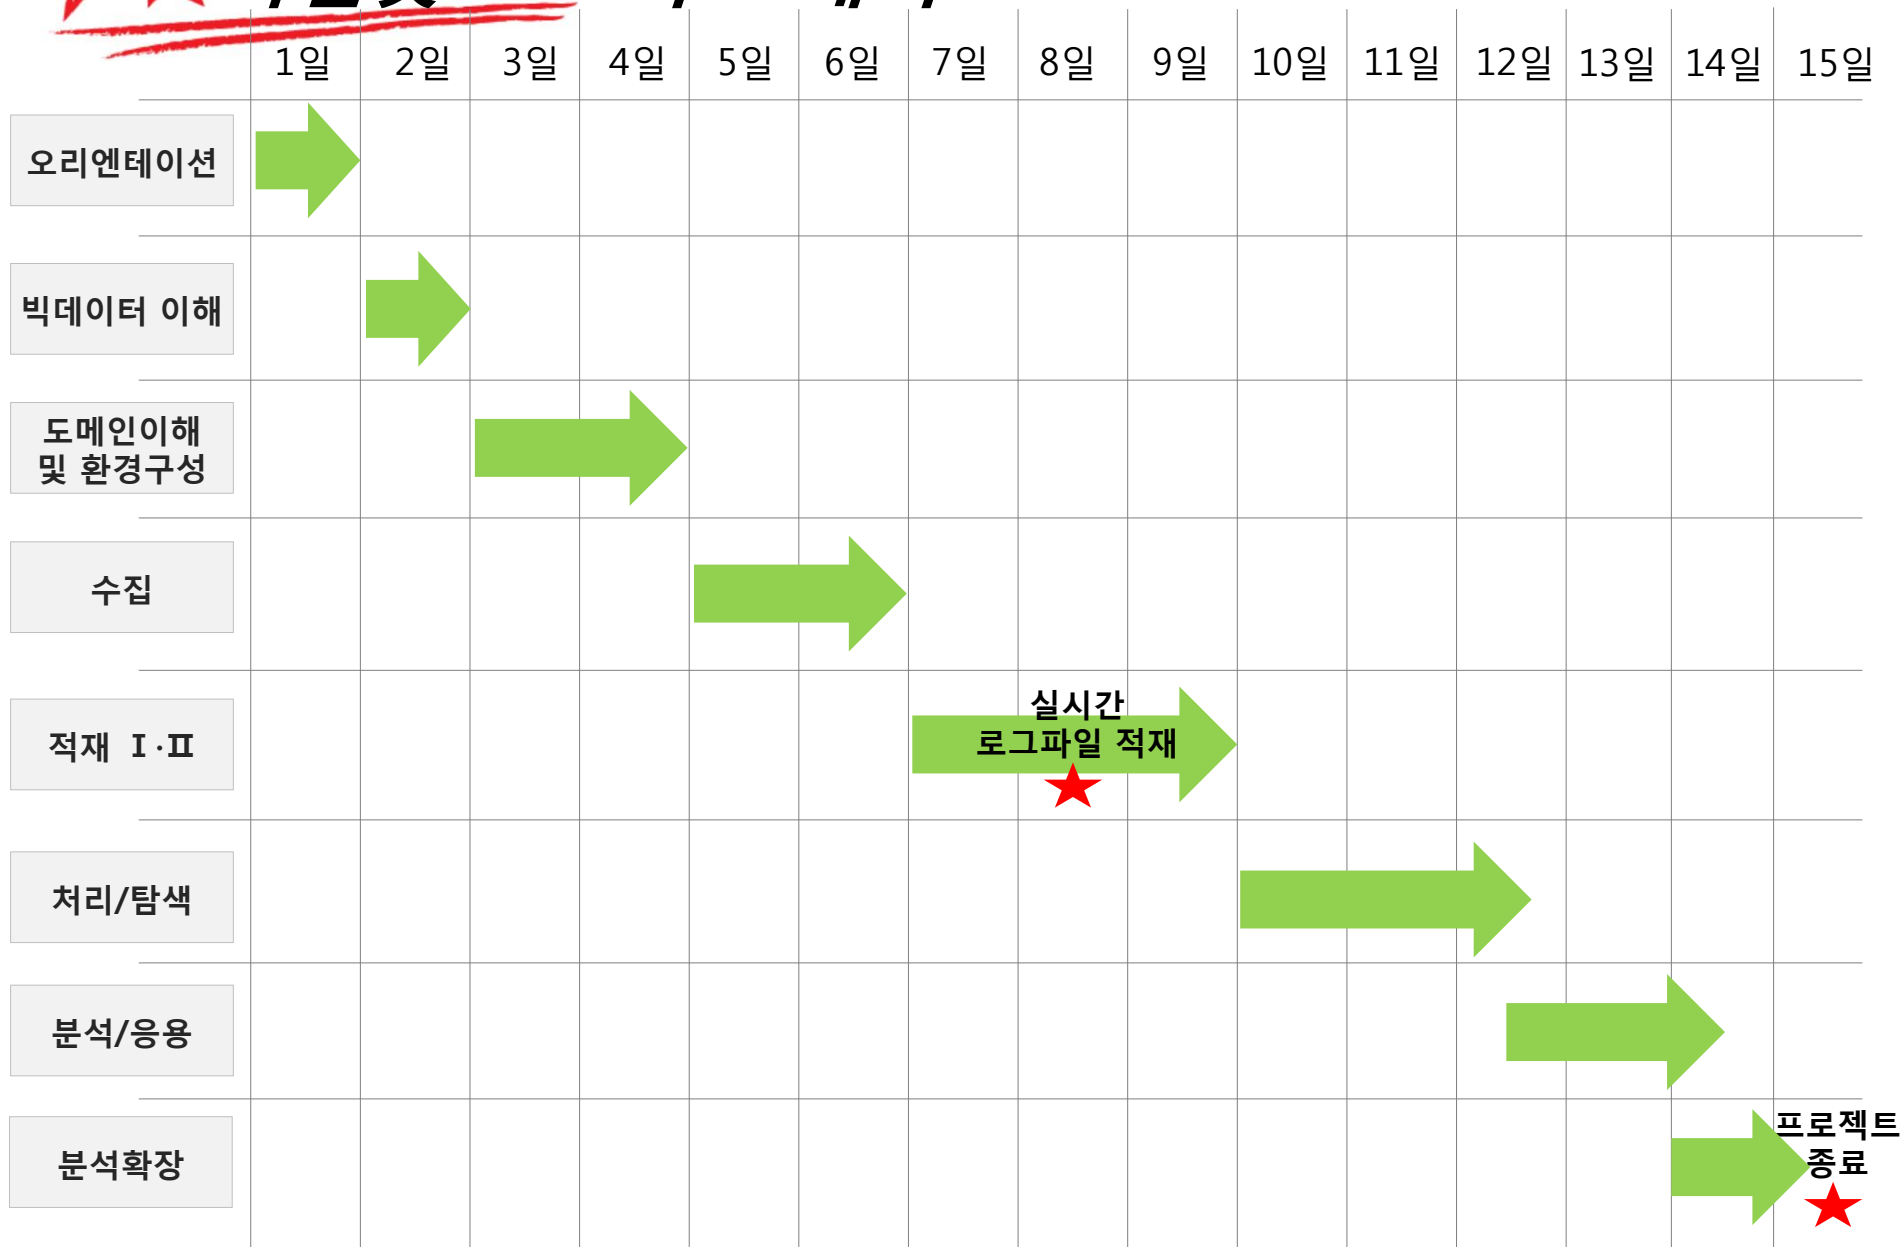 1일 2일 3일 4일 5일 6일 7일 8일 9일 10일 11일 12일 13일 14일 15일
오리엔테이션
빅데이터 이해
도메인이해
및 환경구성
수집
적재 Ⅰ·Ⅱ
실시간
로그파일 적재
처리/탐색
분석/응용
분석확장
프로젝트
종료